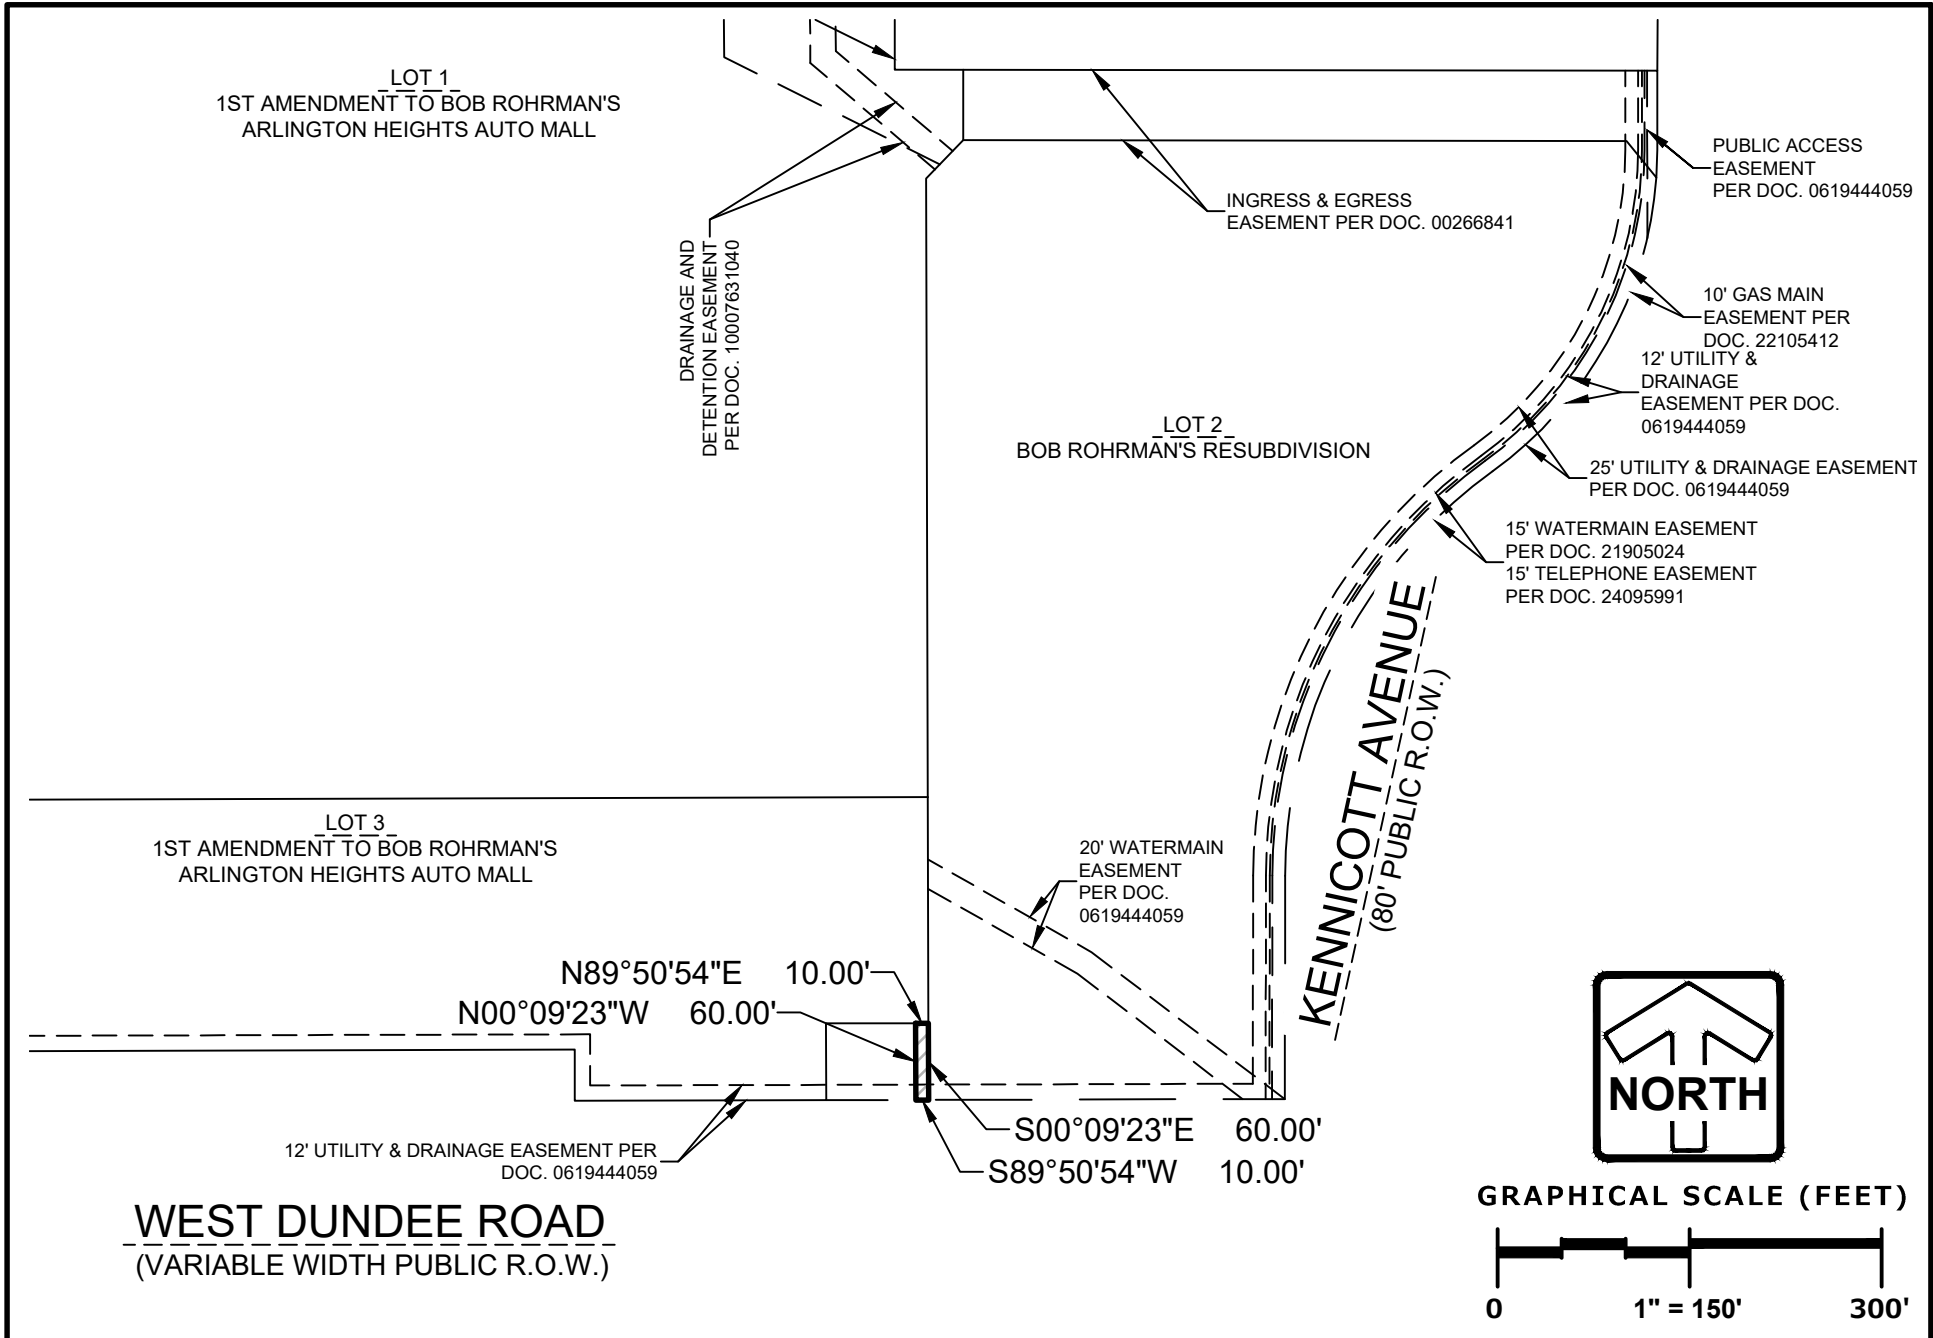 LOT 1
1ST AMENDMENT TO BOB ROHRMAN'S
ARLINGTON HEIGHTS AUTO MALL
PUBLIC ACCESS
EASEMENT
PER DOC. 0619444059
INGRESS & EGRESS
EASEMENT PER DOC. 00266841
DRAINAGE AND
DETENTION EASEMENT
PER DOC. 10007631040
10' GAS MAIN
EASEMENT PER
DOC. 22105412
12' UTILITY &
DRAINAGE
EASEMENT PER DOC.
0619444059
LOT 2
BOB ROHRMAN'S RESUBDIVISION
25' UTILITY & DRAINAGE EASEMENT
PER DOC. 0619444059
15' WATERMAIN EASEMENT
PER DOC. 21905024
15' TELEPHONE EASEMENT
PER DOC. 24095991
KENNICOTT AVENUE
(80' PUBLIC R.O.W.)
LOT 3
1ST AMENDMENT TO BOB ROHRMAN'S
ARLINGTON HEIGHTS AUTO MALL
20' WATERMAIN
EASEMENT
PER DOC.
0619444059
N89°50'54"E 10.00'
N00°09'23"W 60.00'
S00°09'23"E 60.00'
S89°50'54"W 10.00'
12' UTILITY & DRAINAGE EASEMENT PER
DOC. 0619444059
WEST DUNDEE ROAD
(VARIABLE WIDTH PUBLIC R.O.W.)
NORTH
GRAPHICAL SCALE (FEET)
0 1" = 150' 300'